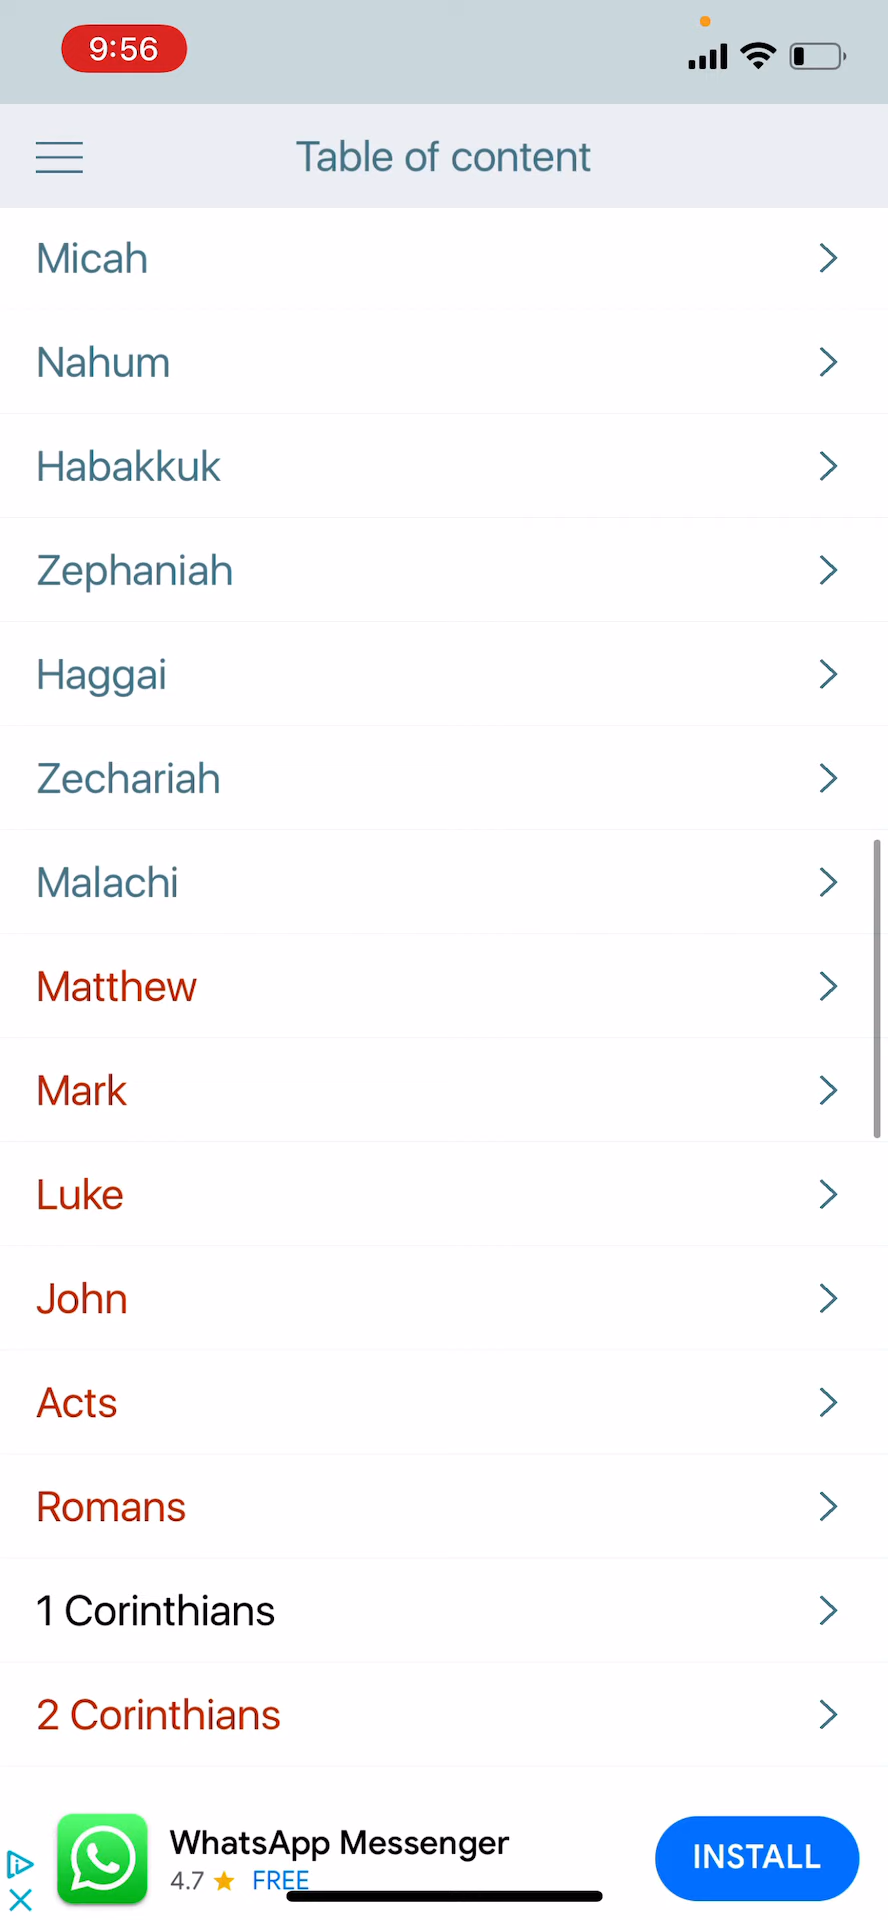 9:56
Table of content
Micah
Nahum
Habakkuk
Zephaniah
Haggai
Zechariah
Malachi
Matthew
Mark
Luke
John
Acts
Romans
1 Corinthians
2 Corinthians
WhatsApp Messenger
4.7 ★ FREE
INSTALL